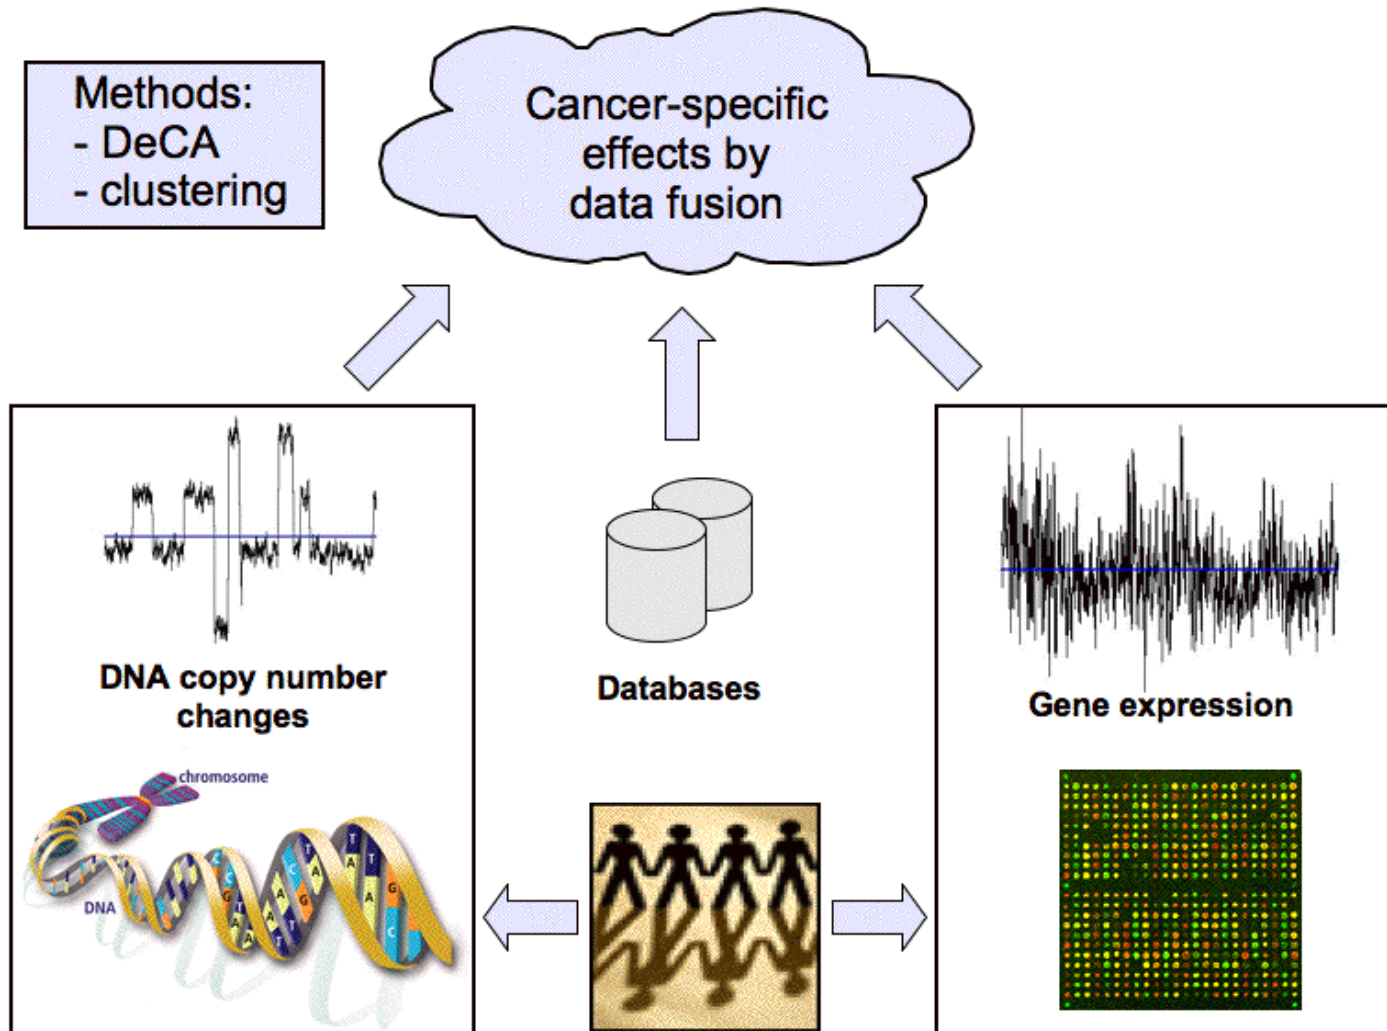 Methods:
- DeCA
- clustering
Cancer-specific
effects by
data fusion
DNA copy number
changes
Databases
Gene expression
chromosome
DNA
T
A
T
T
A
G
C
C
C
G
T
A
A
A
T
C
G
T
A